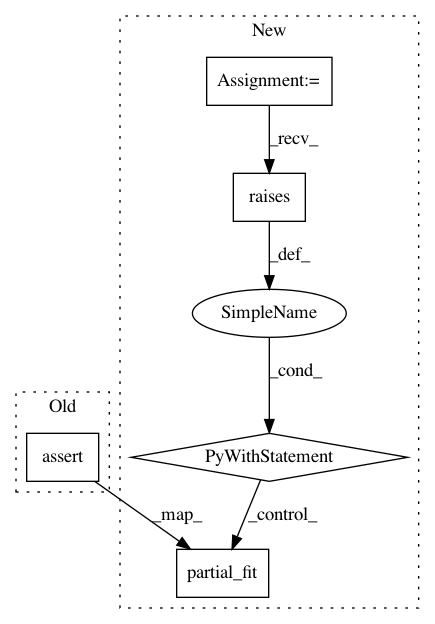 New
Assignment:=
_recv_
raises
_def_
SimpleName
_cond_
Old
assert
PyWithStatement
_map_
_control_
partial_fit